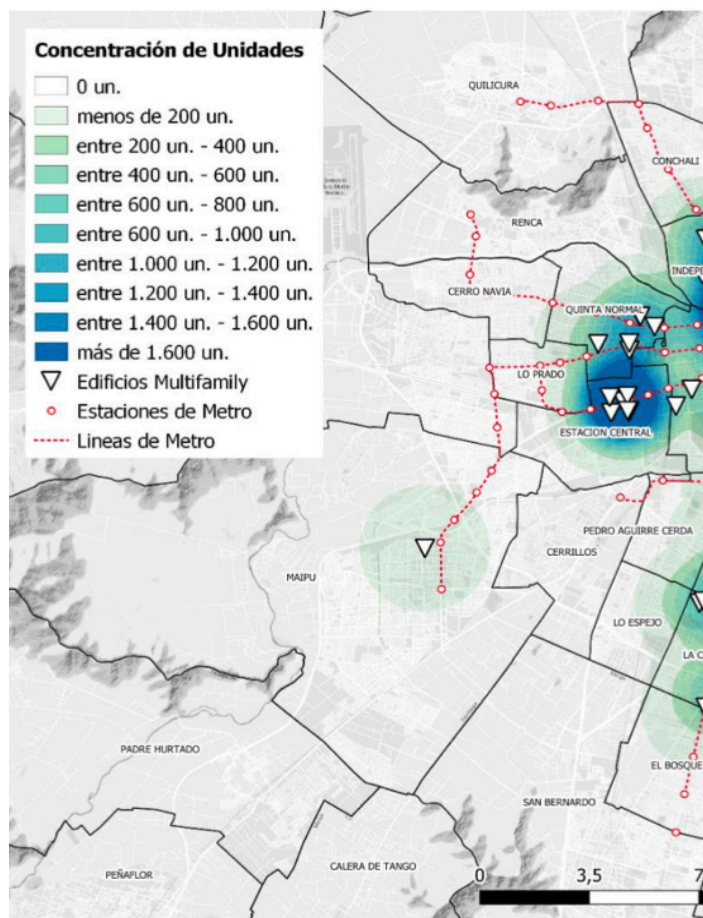 Concentración de Unidades
0 un.
menos de 200 un.
entre 200 un. - 400 un.
entre 400 un. - 600 un.
entre 600 un. - 800 un.
entre 600 un. - 1.000 un.
entre 1.000 un. - 1.200 un.
entre 1.200 un. - 1.400 un.
entre 1.400 un. - 1.600 un.
más de 1.600 un.
Edificios Multifamily
Estaciones de Metro
Lineas de Metro
QUILICURA
CONCHALI
RENCA
INDEPE
CERRO NAVIA
QUINTA NORMAL
LO PRADO
ESTACION CENTRAL
PEDRO AGUIRRE CERDA
CERRILLOS
MAIPU
LO ESPEJO
LA C
PADRE HURTADO
EL BOSQUE
SAN BERNARDO
PEÑAFLOR
CALERA DE TANGO
0 3,5 7